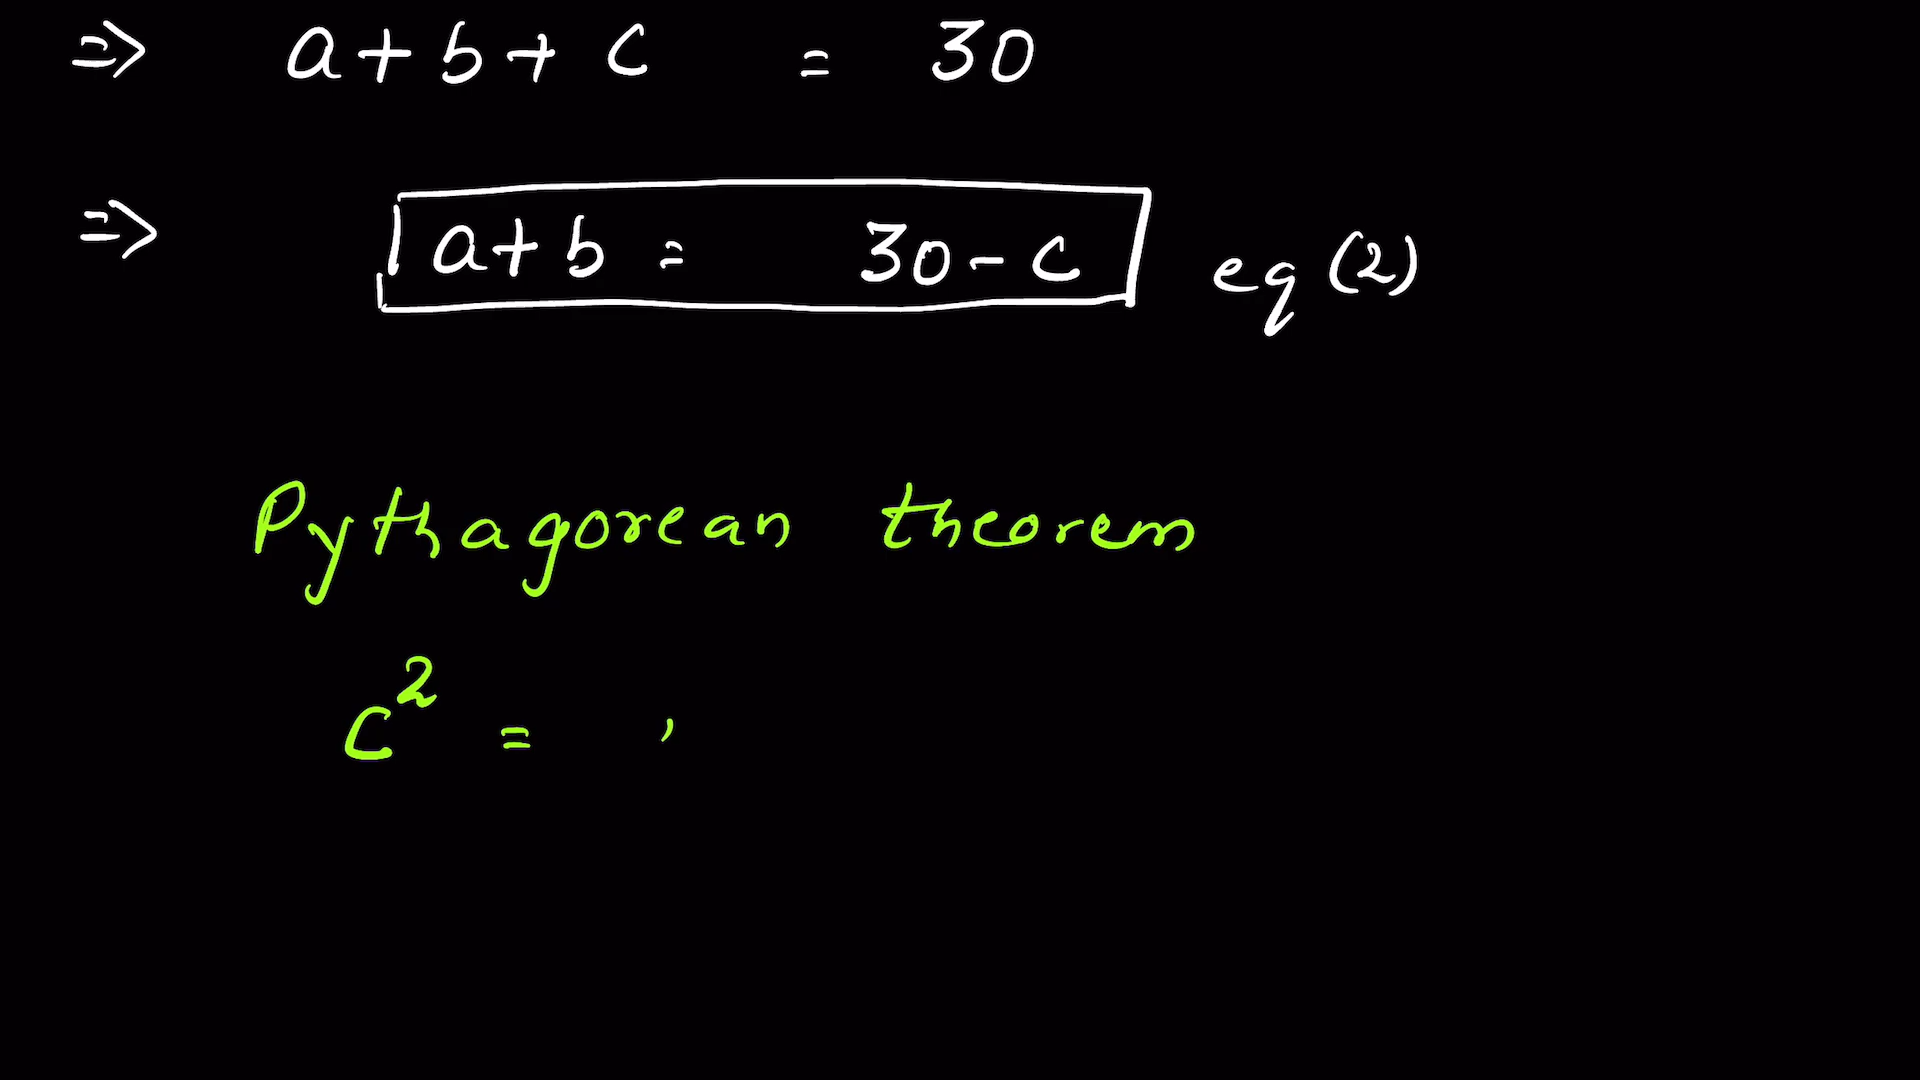 => a + b + c = 30
=> a + b = 30 - c eq (2)
Pythagorean theorem
c² =